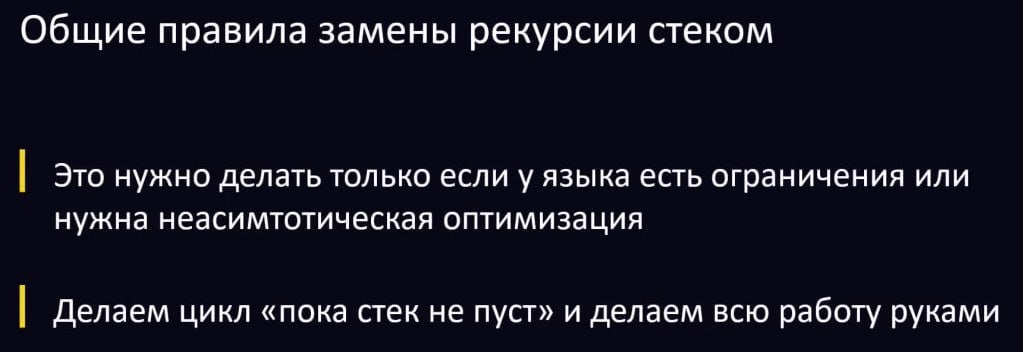 Общие правила замены рекурсии стеком
Это нужно делать только если у языка есть ограничения или
нужна неасимтотическая оптимизация
Делаем цикл «пока стек не пуст» и делаем всю работу руками